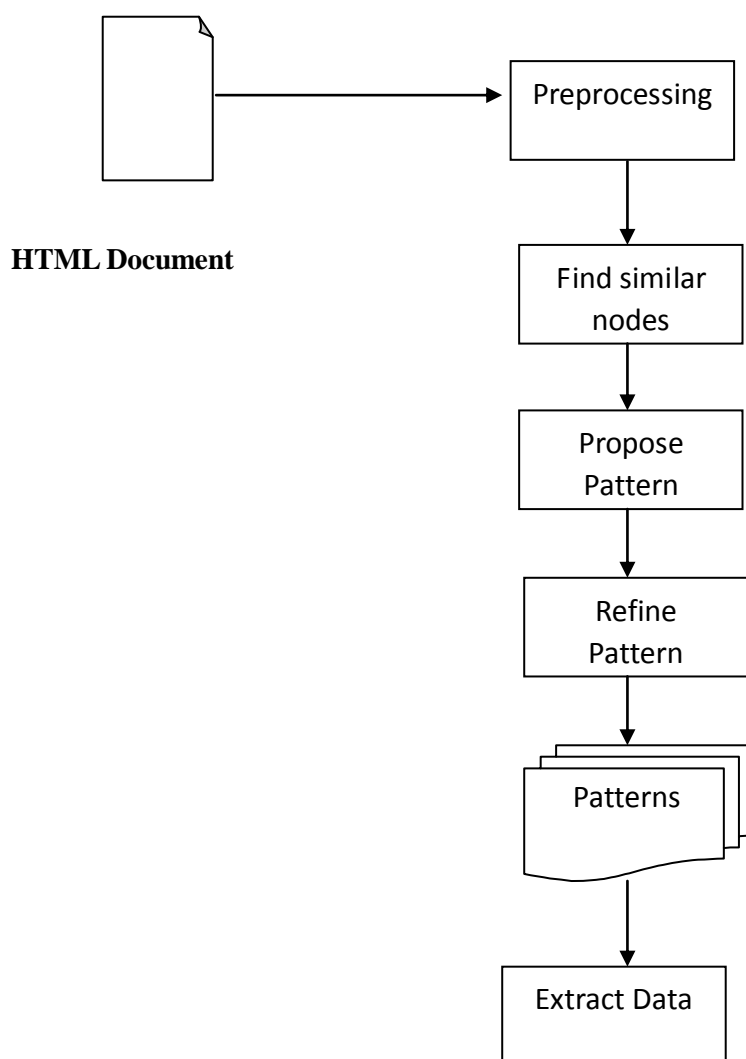 Preprocessing
HTML Document
Find similar
nodes
Propose
Pattern
Refine
Pattern
Patterns
Extract Data